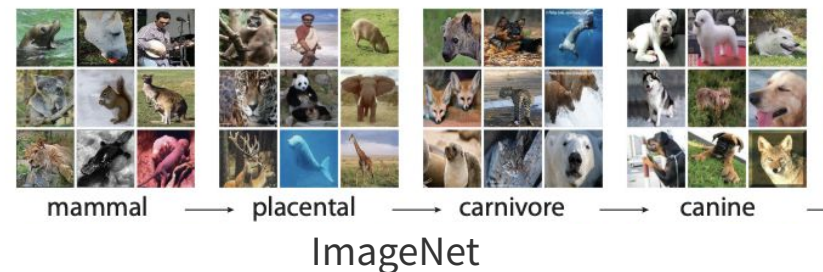 mammal → placental → carnivore → canine →
ImageNet